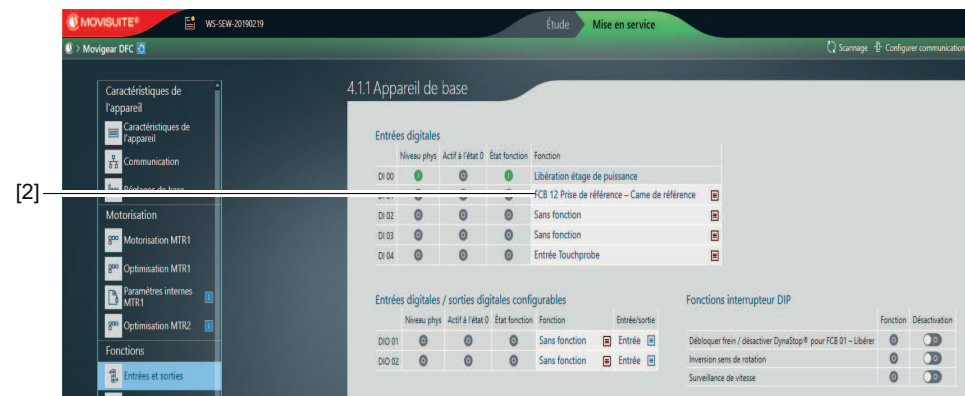 MOVISUITE® WS-SEW-20190219 Étude Mise en service
> Movigear DFC Scannage Configurer communication
Caractéristiques de l'appareil
Caractéristiques de l'appareil
Communication
Réglages de base
Motorisation
Motorisation MTR1
Optimisation MTR1
Paramètres internes MTR1
Optimisation MTR2
Fonctions
Entrées et sorties
[2]
4.1.1 Appareil de base
Entrées digitales
Niveau phys Actif à l'état 0 État fonction Fonction
DI 00 Libération étage de puissance
FCB 12 Prise de référence – Came de référence
DI 02 Sans fonction
DI 03 Sans fonction
DI 04 Entrée Touchprobe
Entrées digitales / sorties digitales configurables
Niveau phys Actif à l'état 0 État fonction Fonction Entrée/sortie
DIO 01 Sans fonction Entrée
DIO 02 Sans fonction Entrée
Fonctions interrupteur DIP
Fonction Désactivation
Débloquer frein / désactiver DynaStop® pour FCB 01 – Libérer
Inversion sens de rotation
Surveillance de vitesse